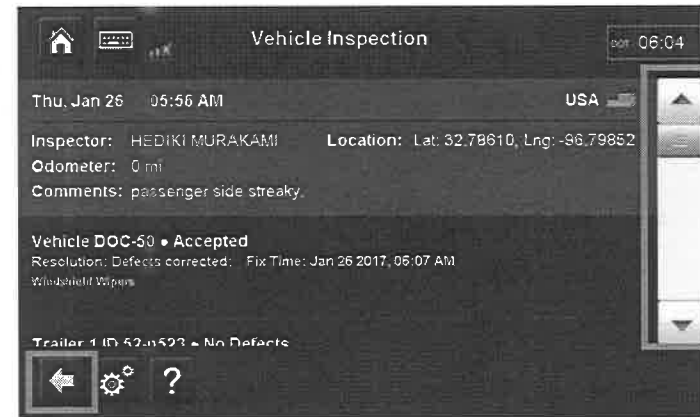 Vehicle Inspection
DOT 06:04
Thu, Jan 26 05:56 AM USA
Inspector: HEDIKI MURAKAMI Location: Lat: 32.78610, Lng: -96.79852
Odometer: 0 mi
Comments: passenger side streaky.
Vehicle DOC-50 • Accepted
Resolution: Defects corrected: Fix Time: Jan 26 2017, 06:07 AM
Windshield Wipers
Trailer 1 ID 52-u523 • No Defects
?